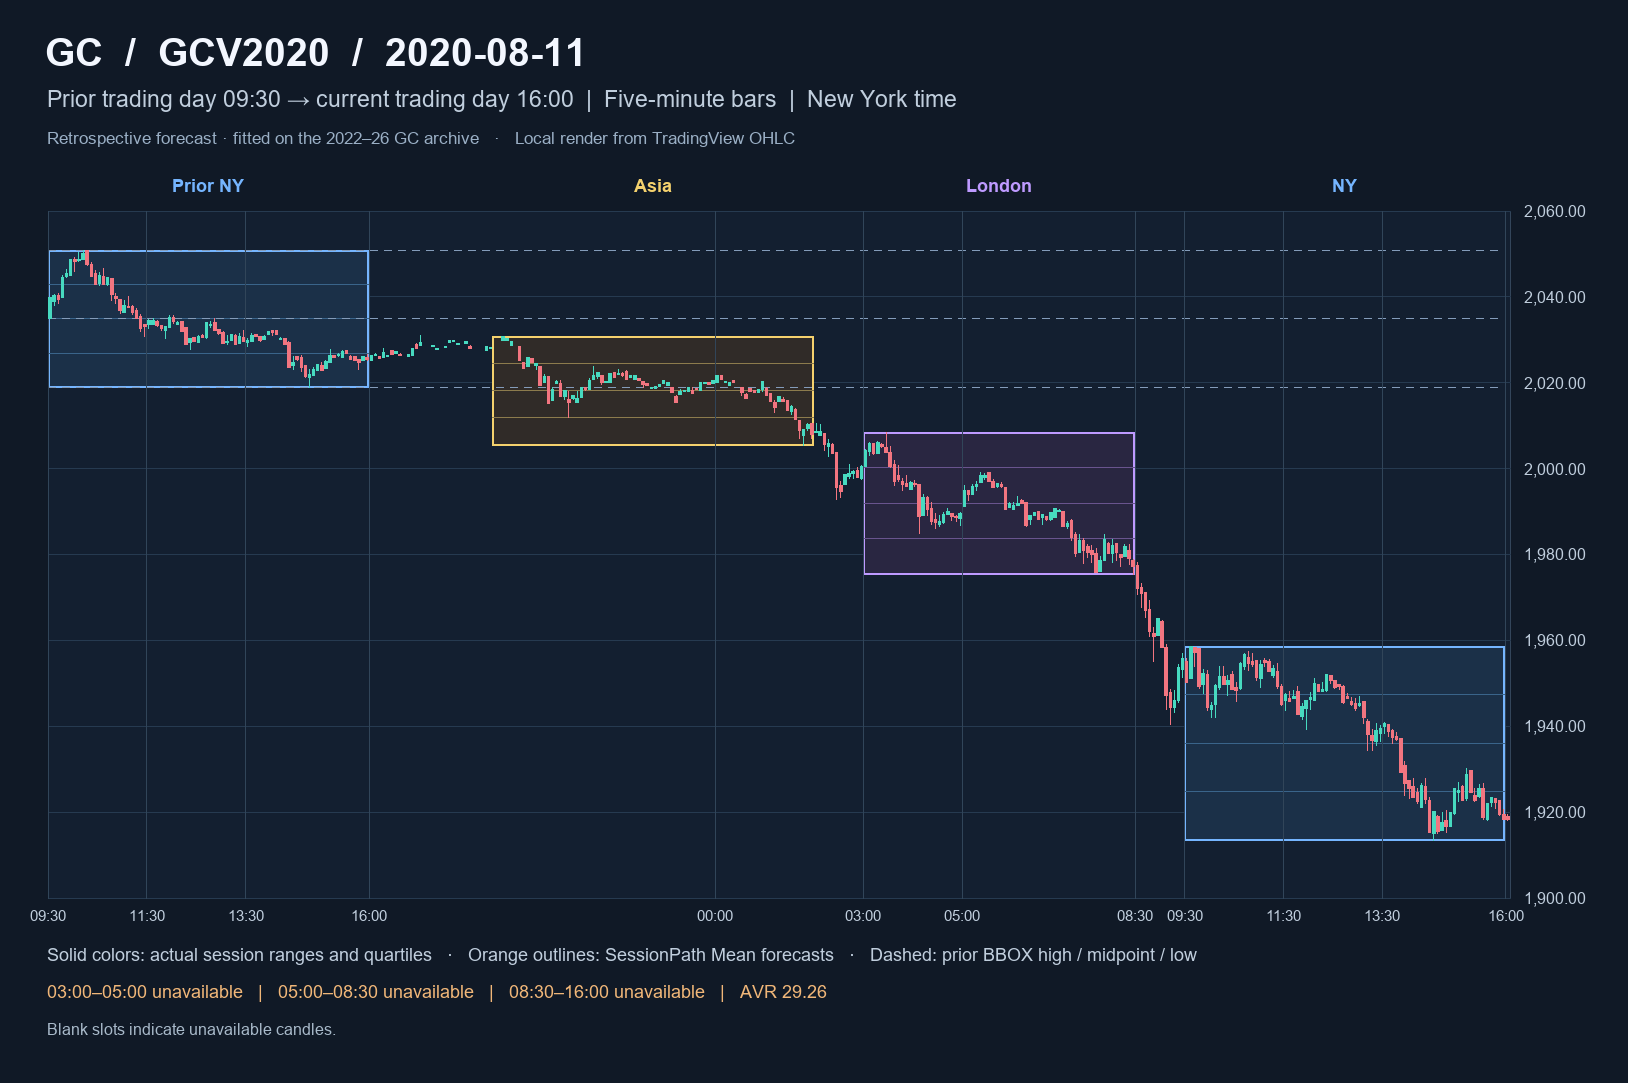 GC / GCV2020 / 2020-08-11
Prior trading day 09:30 → current trading day 16:00 | Five-minute bars | New York time
Retrospective forecast · fitted on the 2022–26 GC archive · Local render from TradingView OHLC
Prior NY Asia London NY
2,060.00
2,040.00
2,020.00
2,000.00
1,980.00
1,960.00
1,940.00
1,920.00
1,900.00
09:30 11:30 13:30 16:00 00:00 03:00 05:00 08:30 09:30 11:30 13:30 16:00
Solid colors: actual session ranges and quartiles · Orange outlines: SessionPath Mean forecasts · Dashed: prior BBOX high / midpoint / low
03:00–05:00 unavailable | 05:00–08:30 unavailable | 08:30–16:00 unavailable | AVR 29.26
Blank slots indicate unavailable candles.